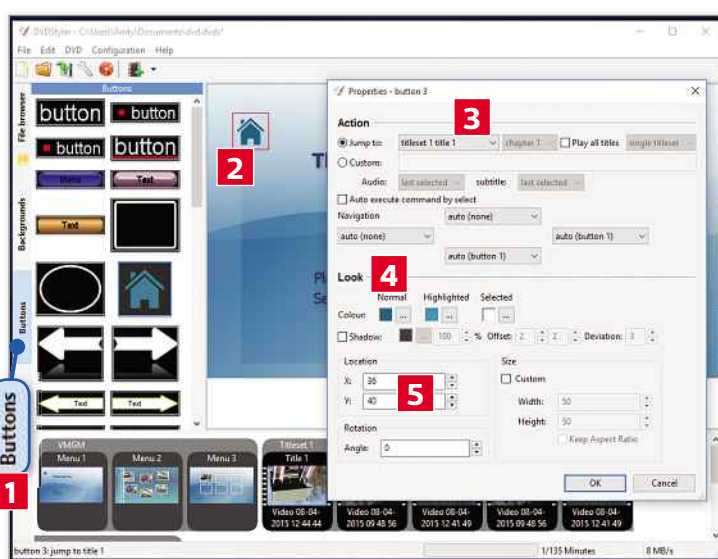 DVDStyler - C:\Users\Andy\Documents\dvd.dvds*
File Edit DVD Configuration Help
File browser
Backgrounds
Buttons
Buttons
button
button
button
button
Menu
Text
Text
Text
Text
Buttons
1
2
Properties - button 3
Action
3
Jump to:
titleset 1 title 1
chapter 1
Play all titles
single titleset
Custom:
Audio:
last selected
subtitle:
last selected
Auto execute command by select
Navigation
auto (none)
auto (none)
auto (button 1)
auto (button 1)
Look
4
Normal Highlighted Selected
Colour:
... ... ...
Shadow:
... 100 % Offset: 2 2 Deviation: 3
Location
X: 36
Y: 40
5
Size
Custom
Width: 50
Height: 50
Keep Aspect Ratio
Rotation
Angle: 0
OK Cancel
VMGM
Menu 1
Menu 2
Menu 3
Titleset 1
Title 1
Video 08-04-
2015 12 44 44
Video 08-04-
2015 09 48 56
Video 08-04-
2015 12 41 49
Video 08-04-
2015 09 48 56
Video 08-04-
2015 12 41 49
button 3: jump to title 1
1/135 Minutes
8 MB/s